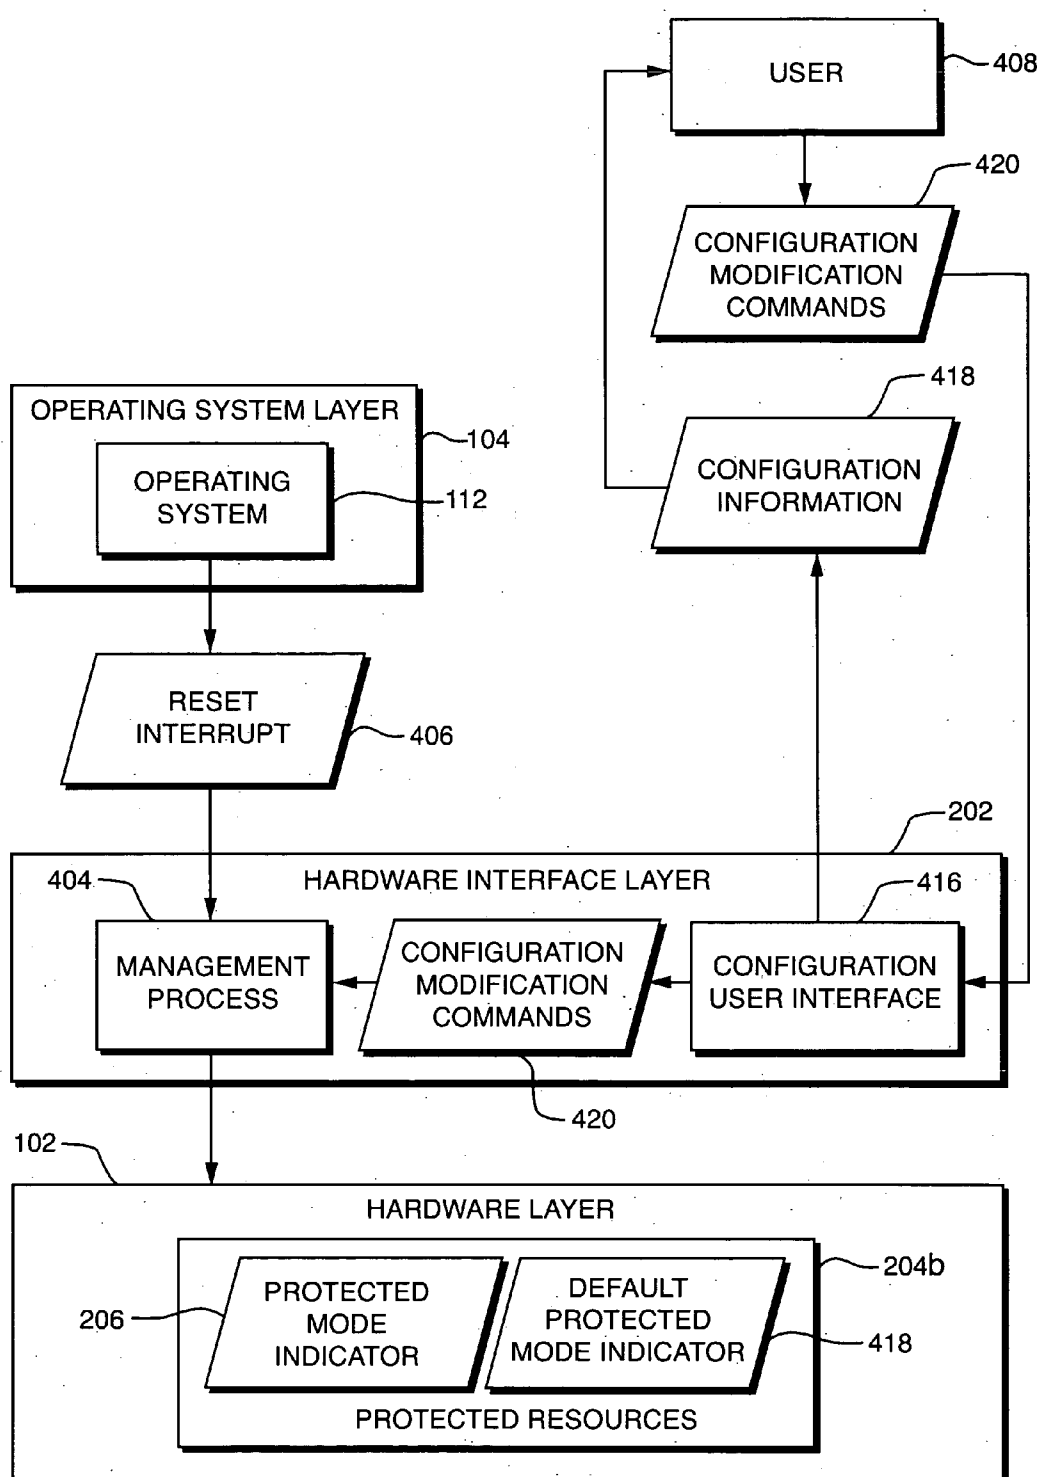 USER
408
420
CONFIGURATION
MODIFICATION
COMMANDS
418
CONFIGURATION
INFORMATION
OPERATING SYSTEM LAYER
104
OPERATING
SYSTEM
112
RESET
INTERRUPT
406
202
HARDWARE INTERFACE LAYER
404
416
MANAGEMENT
PROCESS
CONFIGURATION
MODIFICATION
COMMANDS
CONFIGURATION
USER INTERFACE
420
102
HARDWARE LAYER
204b
206
PROTECTED
MODE
INDICATOR
DEFAULT
PROTECTED
MODE INDICATOR
418
PROTECTED RESOURCES